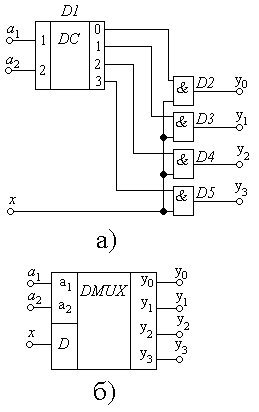 D1
a1 1 DC 0
1
a2 2 2
3
& D2 y0
& D3 y1
& D4 y2
& D5 y3
x
а)
a1 a1 DMUX y0 y0
a2 a2 y1 y1
y2 y2
x D y3 y3
б)